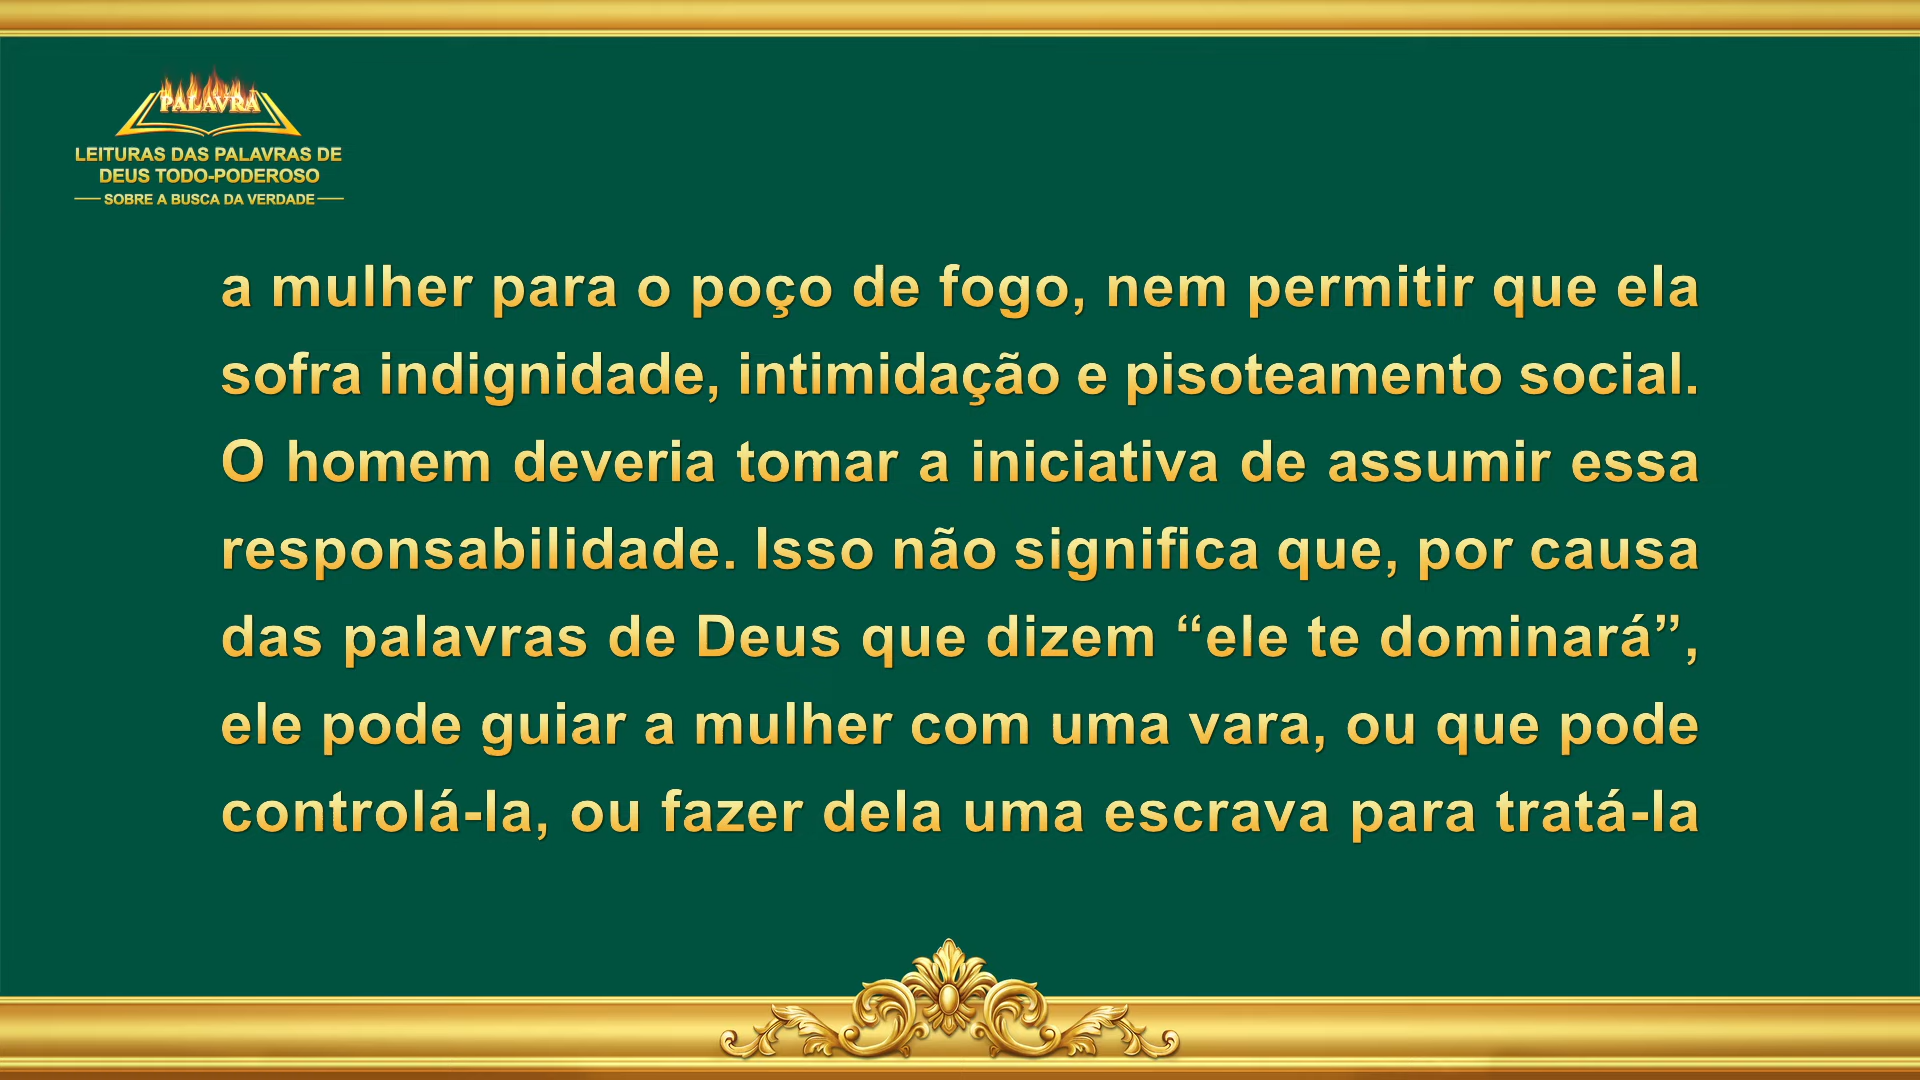 PALAVRA
LEITURAS DAS PALAVRAS DE
DEUS TODO-PODEROSO
SOBRE A BUSCA DA VERDADE
a mulher para o poço de fogo, nem permitir que ela
sofra indignidade, intimidação e pisoteamento social.
O homem deveria tomar a iniciativa de assumir essa
responsabilidade. Isso não significa que, por causa
das palavras de Deus que dizem “ele te dominará”,
ele pode guiar a mulher com uma vara, ou que pode
controlá-la, ou fazer dela uma escrava para tratá-la